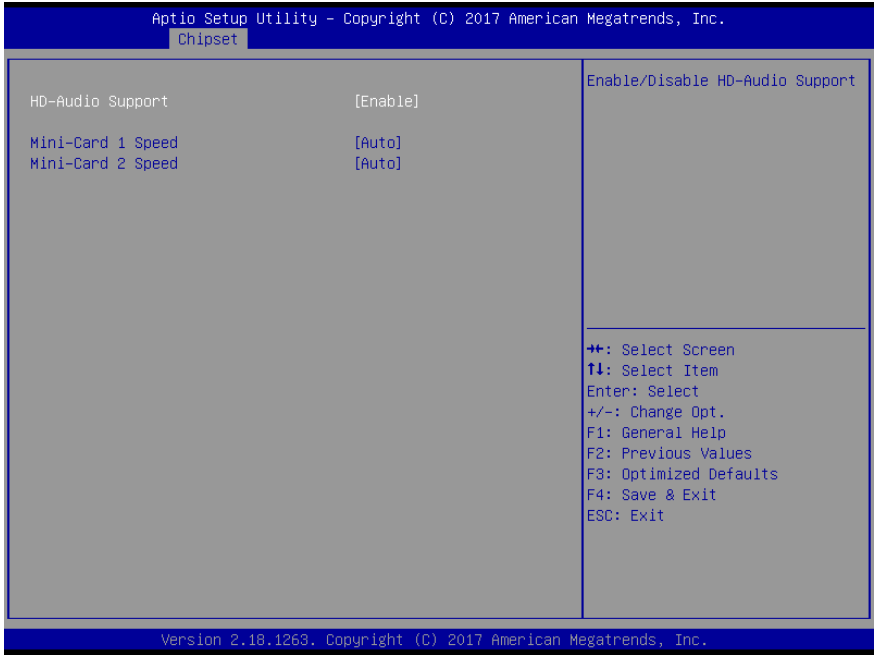 Aptio Setup Utility – Copyright (C) 2017 American Megatrends, Inc.
Chipset
HD-Audio Support [Enable]
Mini-Card 1 Speed [Auto]
Mini-Card 2 Speed [Auto]
Enable/Disable HD-Audio Support
→←: Select Screen
↑↓: Select Item
Enter: Select
+/-: Change Opt.
F1: General Help
F2: Previous Values
F3: Optimized Defaults
F4: Save & Exit
ESC: Exit
Version 2.18.1263. Copyright (C) 2017 American Megatrends, Inc.